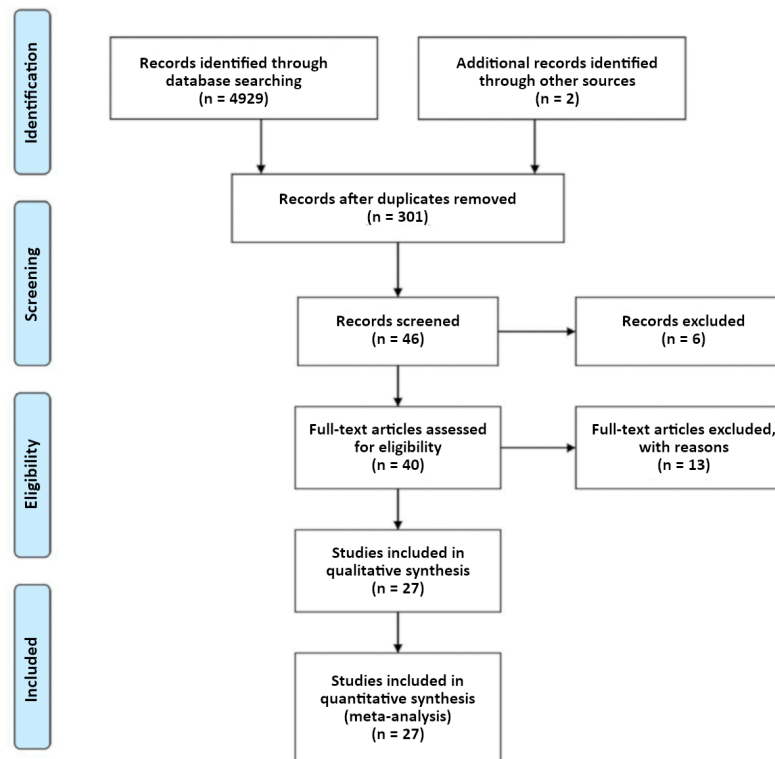 Identification
Records identified through
database searching
(n = 4929)
Additional records identified
through other sources
(n = 2)
Records after duplicates removed
(n = 301)
Screening
Records screened
(n = 46)
Records excluded
(n = 6)
Eligibility
Full-text articles assessed
for eligibility
(n = 40)
Full-text articles excluded,
with reasons
(n = 13)
Studies included in
qualitative synthesis
(n = 27)
Included
Studies included in
quantitative synthesis
(meta-analysis)
(n = 27)